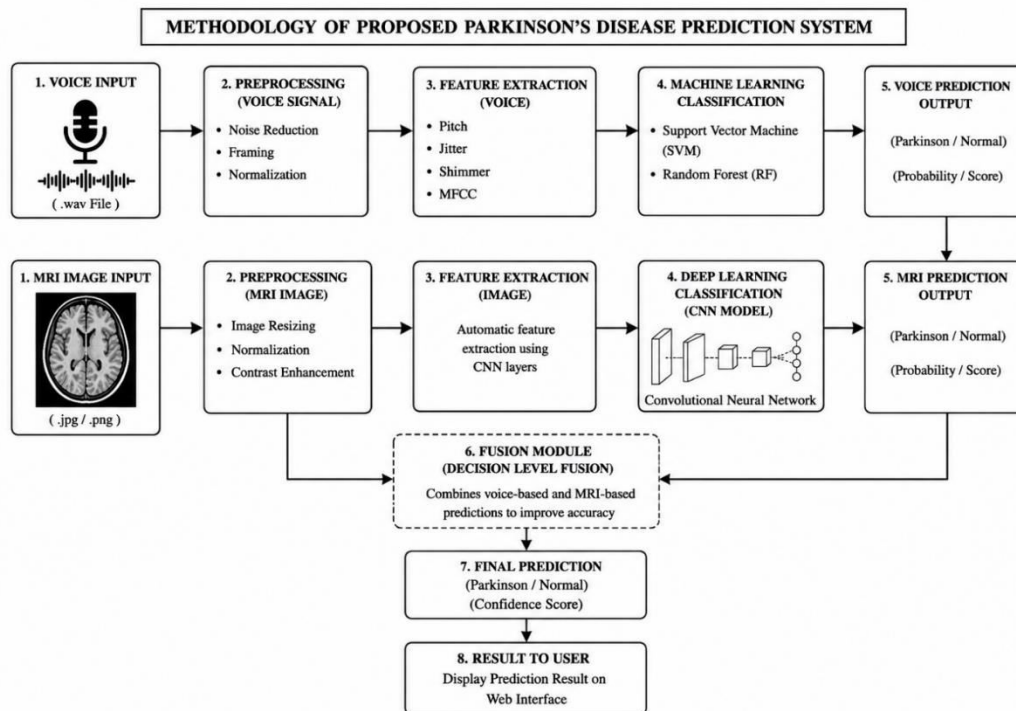 METHODOLOGY OF PROPOSED PARKINSON'S DISEASE PREDICTION SYSTEM
1. VOICE INPUT
( .wav File )
2. PREPROCESSING
(VOICE SIGNAL)
• Noise Reduction
• Framing
• Normalization
3. FEATURE EXTRACTION
(VOICE)
• Pitch
• Jitter
• Shimmer
• MFCC
4. MACHINE LEARNING
CLASSIFICATION
• Support Vector Machine
(SVM)
• Random Forest (RF)
5. VOICE PREDICTION
OUTPUT
(Parkinson / Normal)
(Probability / Score)
1. MRI IMAGE INPUT
( .jpg / .png)
2. PREPROCESSING
(MRI IMAGE)
• Image Resizing
• Normalization
• Contrast Enhancement
3. FEATURE EXTRACTION
(IMAGE)
Automatic feature
extraction using
CNN layers
4. DEEP LEARNING
CLASSIFICATION
(CNN MODEL)
Convolutional Neural Network
5. MRI PREDICTION
OUTPUT
(Parkinson / Normal)
(Probability / Score)
6. FUSION MODULE
(DECISION LEVEL FUSION)
Combines voice-based and MRI-based
predictions to improve accuracy
7. FINAL PREDICTION
(Parkinson / Normal)
(Confidence Score)
8. RESULT TO USER
Display Prediction Result on
Web Interface